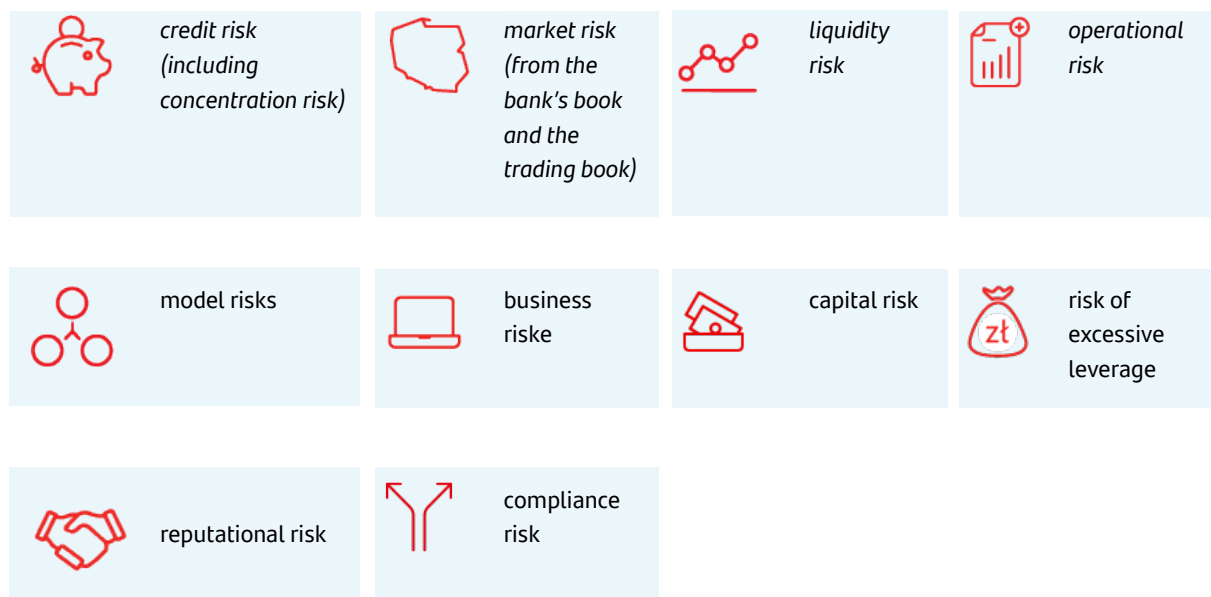 credit risk
(including
concentration risk)
market risk
(from the
bank's book
and the
trading book)
liquidity
risk
operational
risk
model risks
business
riske
capital risk
zł
risk of
excessive
leverage
reputational risk
compliance
risk